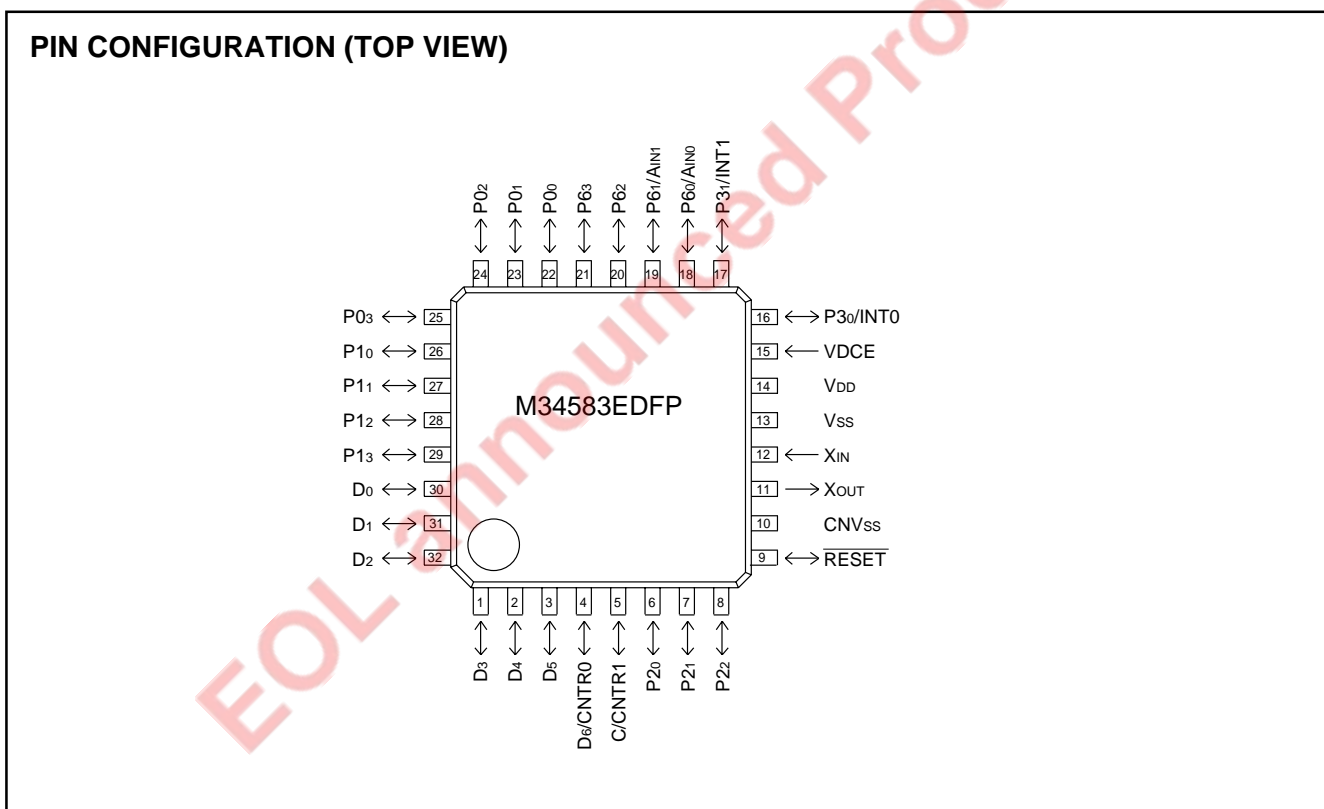 PIN CONFIGURATION (TOP VIEW)
P02
P01
P00
P63
P62
P61/AIN1
P60/AIN0
P31/INT1
24 23 22 21 20 19 18 17
P03 25
P10 26
P11 27
P12 28
P13 29
D0 30
D1 31
D2 32
M34583EDFP
16 P30/INT0
15 VDCE
14 VDD
13 VSS
12 XIN
11 XOUT
10 CNVSS
9 RESET
1 2 3 4 5 6 7 8
D3
D4
D5
D6/CNTR0
C/CNTR1
P20
P21
P22
EOL announced Prod